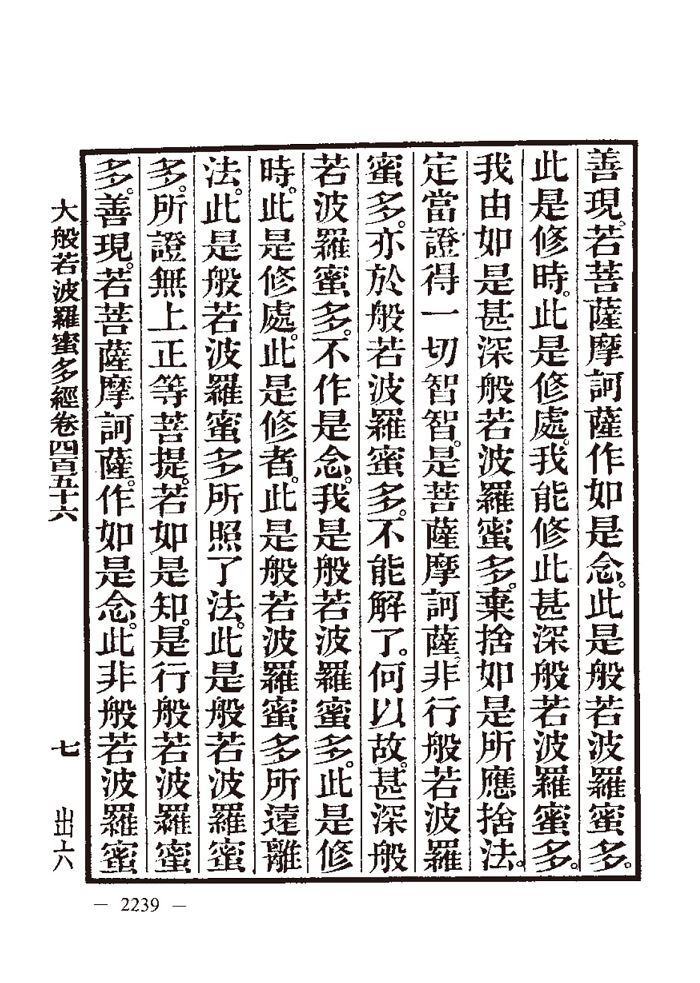 善現。若菩薩摩訶薩作如是念。此是般若波羅蜜多。
此是修時。此是修處。我能修此甚深般若波羅蜜多。
我由如是甚深般若波羅蜜多。棄捨如是所應捨法。
定當證得一切智智。是菩薩摩訶薩。非行般若波羅
蜜多。亦於般若波羅蜜多。不能解了。何以故。甚深般
若波羅蜜多。不作是念。我是般若波羅蜜多。此是修
時。此是修處。此是修者。此是般若波羅蜜多所遠離
法。此是般若波羅蜜多所照了法。此是般若波羅蜜
多。所證無上正等菩提。若如是知。是行般若波羅蜜
多。善現。若菩薩摩訶薩。作如是念。此非般若波羅蜜
大般若波羅蜜多經卷四百五十六 七 出六
— 2239 —